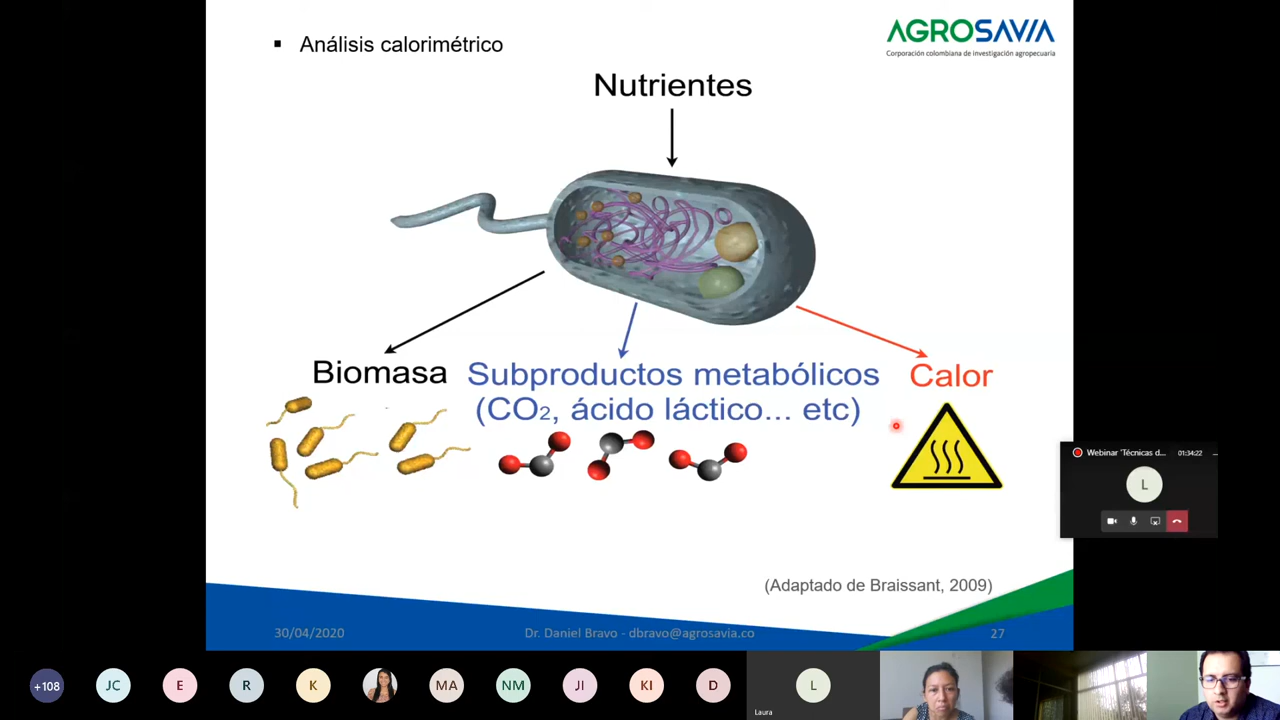 ▪ Análisis calorimétrico
AGROSAVIA
Corporación colombiana de investigación agropecuaria
Nutrientes
Biomasa
Subproductos metabólicos
(CO₂, ácido láctico... etc)
Calor
Webinar 'Técnicas d... 01:34:22
L
(Adaptado de Braissant, 2009)
30/04/2020 Dr. Daniel Bravo - dbravo@agrosavia.co 27
+108 JC E R K MA NM JI KI D L
Laura